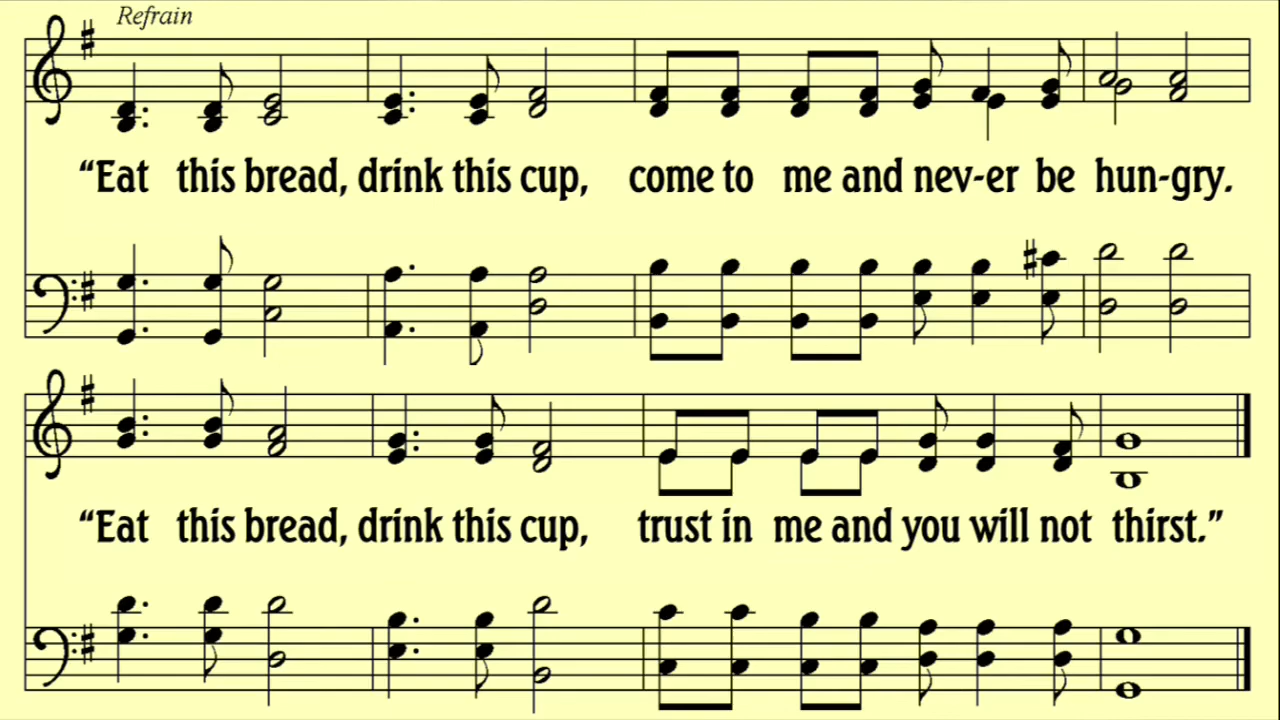 Refrain
“Eat this bread, drink this cup, come to me and nev-er be hun-gry.
“Eat this bread, drink this cup, trust in me and you will not thirst.”